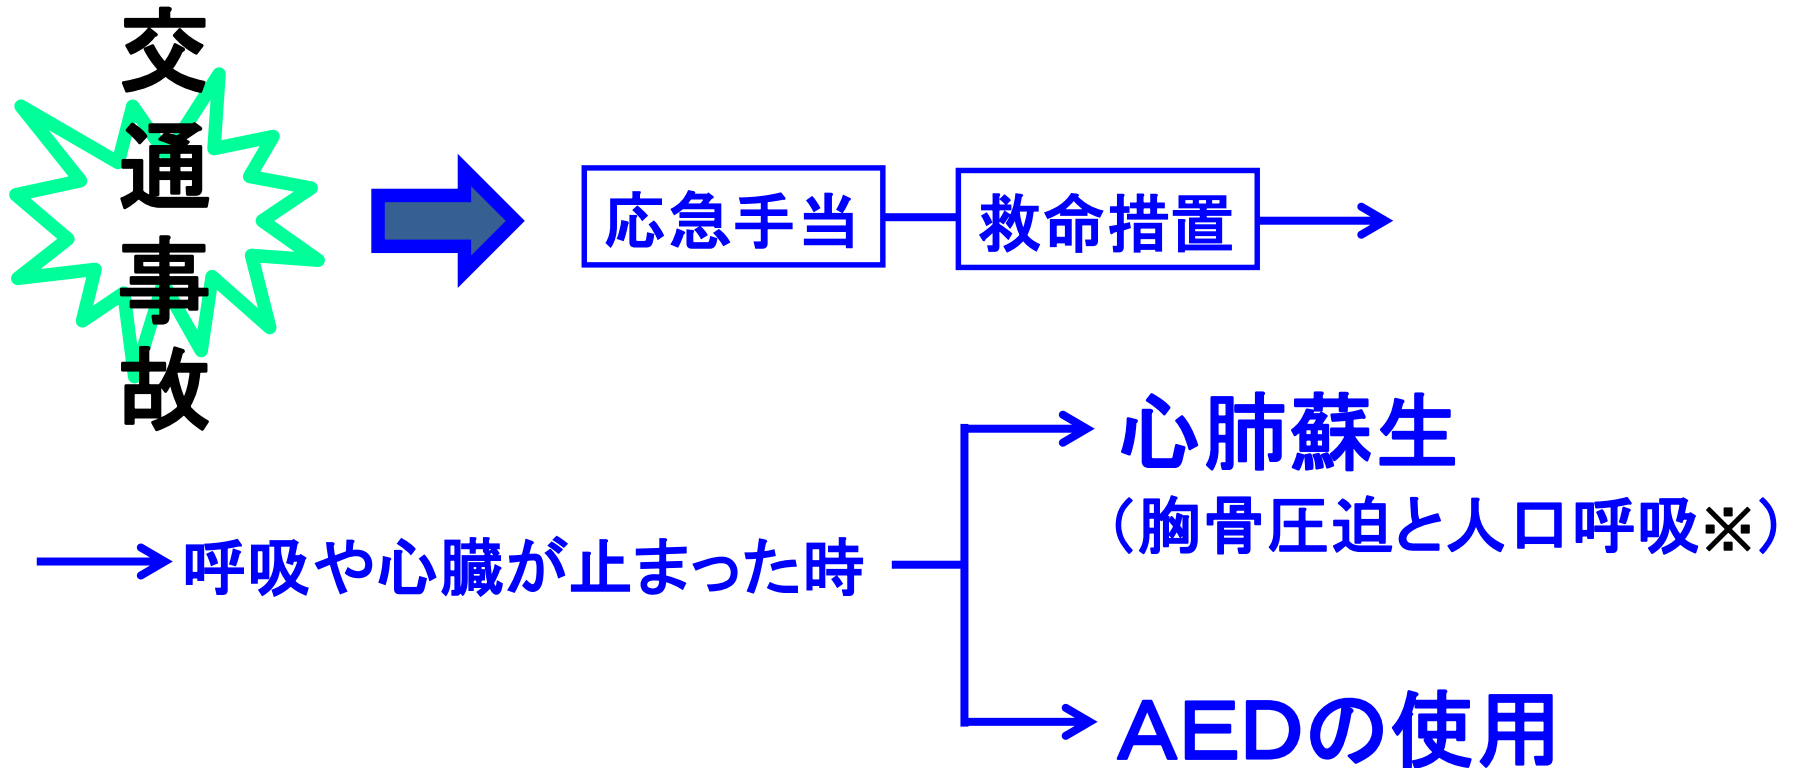 交通事故
応急手当
救命措置
心肺蘇生
（胸骨圧迫と人口呼吸※）
呼吸や心臓が止まった時
ＡＥＤの使用